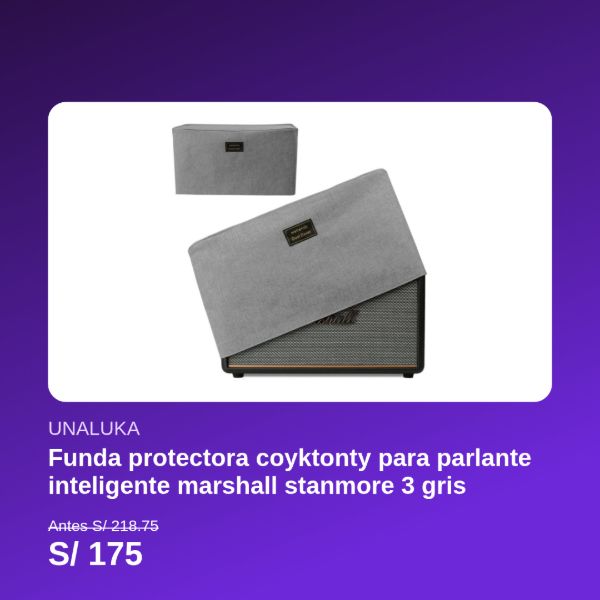 UNALUKA
Funda protectora coyktonty para parlante
inteligente marshall stanmore 3 gris
Antes S/ 218.75
S/ 175